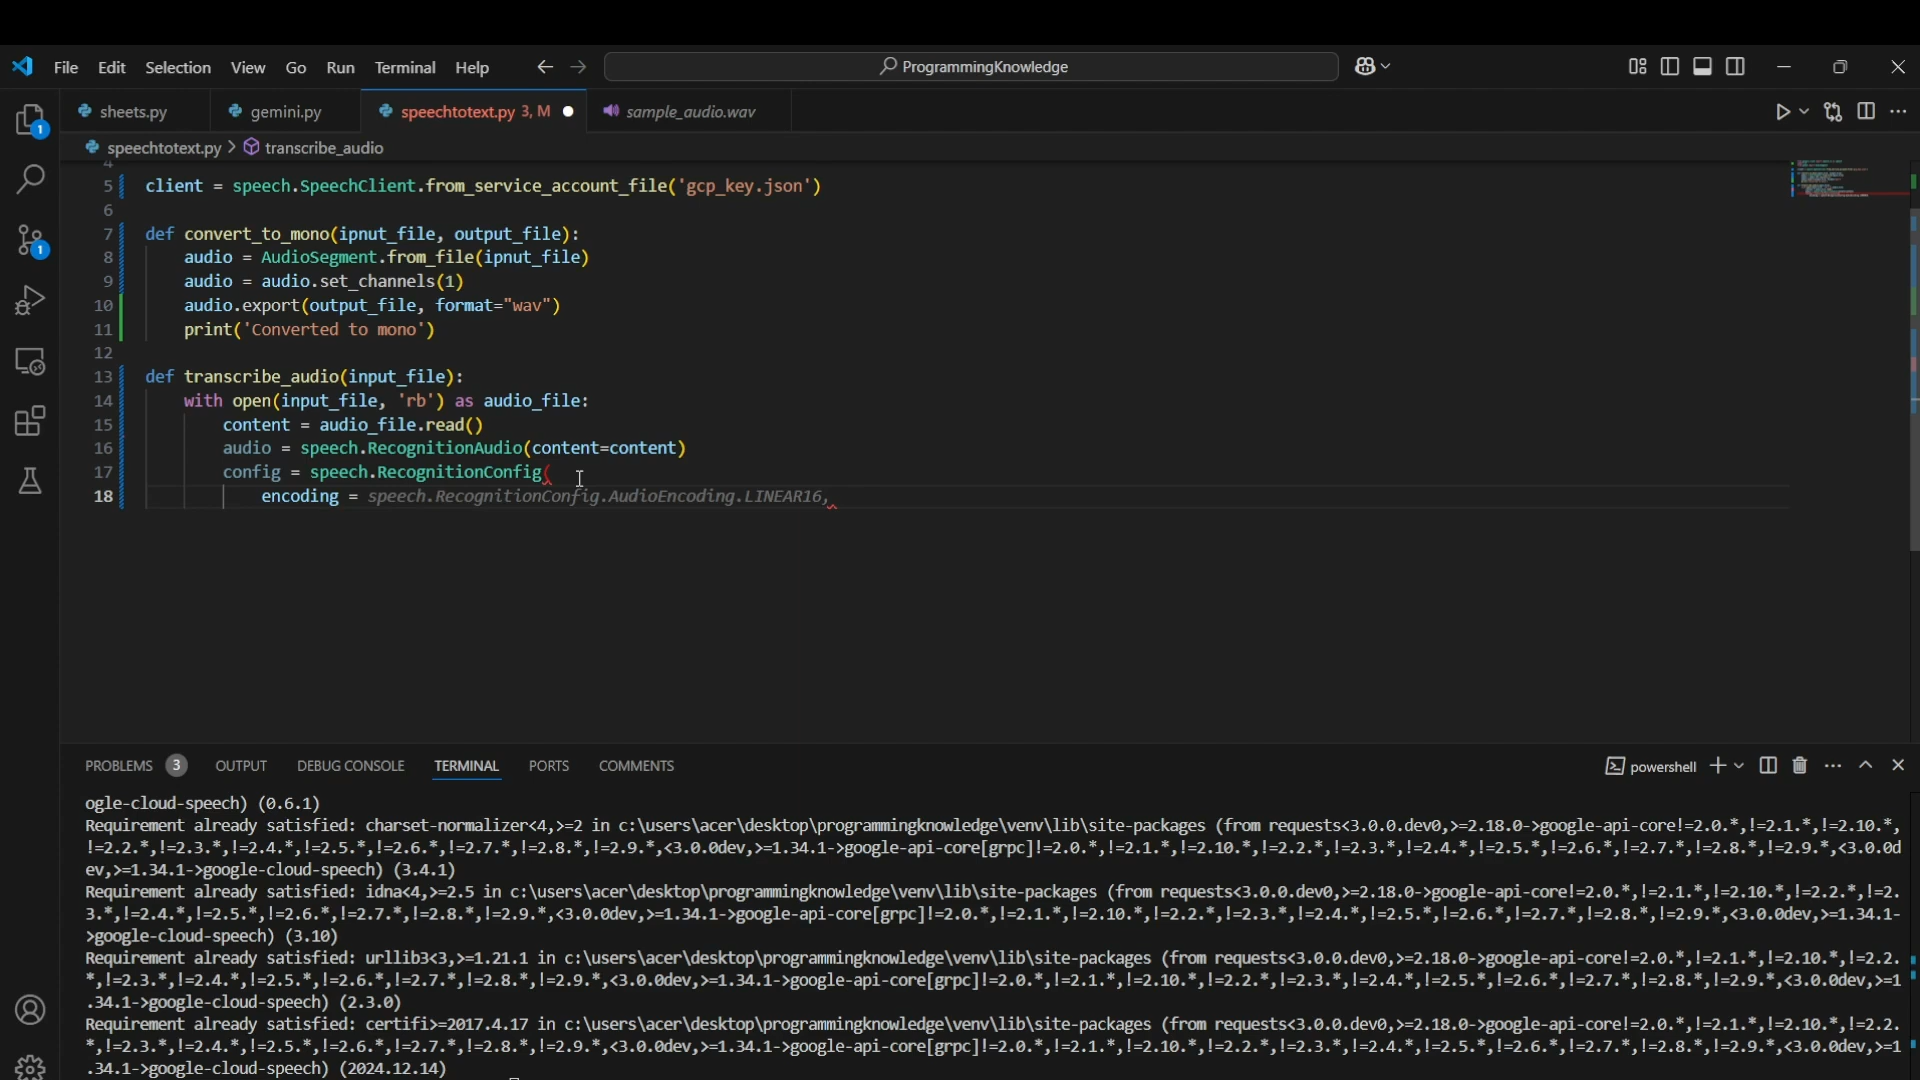 File Edit Selection View Go Run Terminal Help ProgrammingKnowledge
sheets.py gemini.py speechtotext.py 3, M sample_audio.wav
speechtotext.py > transcribe_audio
4
5 client = speech.SpeechClient.from_service_account_file('gcp_key.json')
6
7 def convert_to_mono(ipnut_file, output_file):
8 audio = AudioSegment.from_file(ipnut_file)
9 audio = audio.set_channels(1)
10 audio.export(output_file, format="wav")
11 print('Converted to mono')
12
13 def transcribe_audio(input_file):
14 with open(input_file, 'rb') as audio_file:
15 content = audio_file.read()
16 audio = speech.RecognitionAudio(content=content)
17 config = speech.RecognitionConfig(
18 encoding = speech.RecognitionConfig.AudioEncoding.LINEAR16,
1
1
PROBLEMS 3 OUTPUT DEBUG CONSOLE TERMINAL PORTS COMMENTS powershell
ogle-cloud-speech) (0.6.1)
Requirement already satisfied: charset-normalizer<4,>=2 in c:\users\acer\desktop\programmingknowledge\venv\lib\site-packages (from requests<3.0.0.dev0,>=2.18.0->google-api-core!=2.0.*,!=2.1.*,!=2.10.*,
!=2.2.*,!=2.3.*,!=2.4.*,!=2.5.*,!=2.6.*,!=2.7.*,!=2.8.*,!=2.9.*,<3.0.0dev,>=1.34.1->google-api-core[grpc]!=2.0.*,!=2.1.*,!=2.10.*,!=2.2.*,!=2.3.*,!=2.4.*,!=2.5.*,!=2.6.*,!=2.7.*,!=2.8.*,!=2.9.*,<3.0.0d
ev,>=1.34.1->google-cloud-speech) (3.4.1)
Requirement already satisfied: idna<4,>=2.5 in c:\users\acer\desktop\programmingknowledge\venv\lib\site-packages (from requests<3.0.0.dev0,>=2.18.0->google-api-core!=2.0.*,!=2.1.*,!=2.10.*,!=2.2.*,!=2.
3.*,!=2.4.*,!=2.5.*,!=2.6.*,!=2.7.*,!=2.8.*,!=2.9.*,<3.0.0dev,>=1.34.1->google-api-core[grpc]!=2.0.*,!=2.1.*,!=2.10.*,!=2.2.*,!=2.3.*,!=2.4.*,!=2.5.*,!=2.6.*,!=2.7.*,!=2.8.*,!=2.9.*,<3.0.0dev,>=1.34.1-
>google-cloud-speech) (3.10)
Requirement already satisfied: urllib3<3,>=1.21.1 in c:\users\acer\desktop\programmingknowledge\venv\lib\site-packages (from requests<3.0.0.dev0,>=2.18.0->google-api-core!=2.0.*,!=2.1.*,!=2.10.*,!=2.2.
*,!=2.3.*,!=2.4.*,!=2.5.*,!=2.6.*,!=2.7.*,!=2.8.*,!=2.9.*,<3.0.0dev,>=1.34.1->google-api-core[grpc]!=2.0.*,!=2.1.*,!=2.10.*,!=2.2.*,!=2.3.*,!=2.4.*,!=2.5.*,!=2.6.*,!=2.7.*,!=2.8.*,!=2.9.*,<3.0.0dev,>=1
.34.1->google-cloud-speech) (2.3.0)
Requirement already satisfied: certifi>=2017.4.17 in c:\users\acer\desktop\programmingknowledge\venv\lib\site-packages (from requests<3.0.0.dev0,>=2.18.0->google-api-core!=2.0.*,!=2.1.*,!=2.10.*,!=2.2.
*,!=2.3.*,!=2.4.*,!=2.5.*,!=2.6.*,!=2.7.*,!=2.8.*,!=2.9.*,<3.0.0dev,>=1.34.1->google-api-core[grpc]!=2.0.*,!=2.1.*,!=2.10.*,!=2.2.*,!=2.3.*,!=2.4.*,!=2.5.*,!=2.6.*,!=2.7.*,!=2.8.*,!=2.9.*,<3.0.0dev,>=1
.34.1->google-cloud-speech) (2024.12.14)